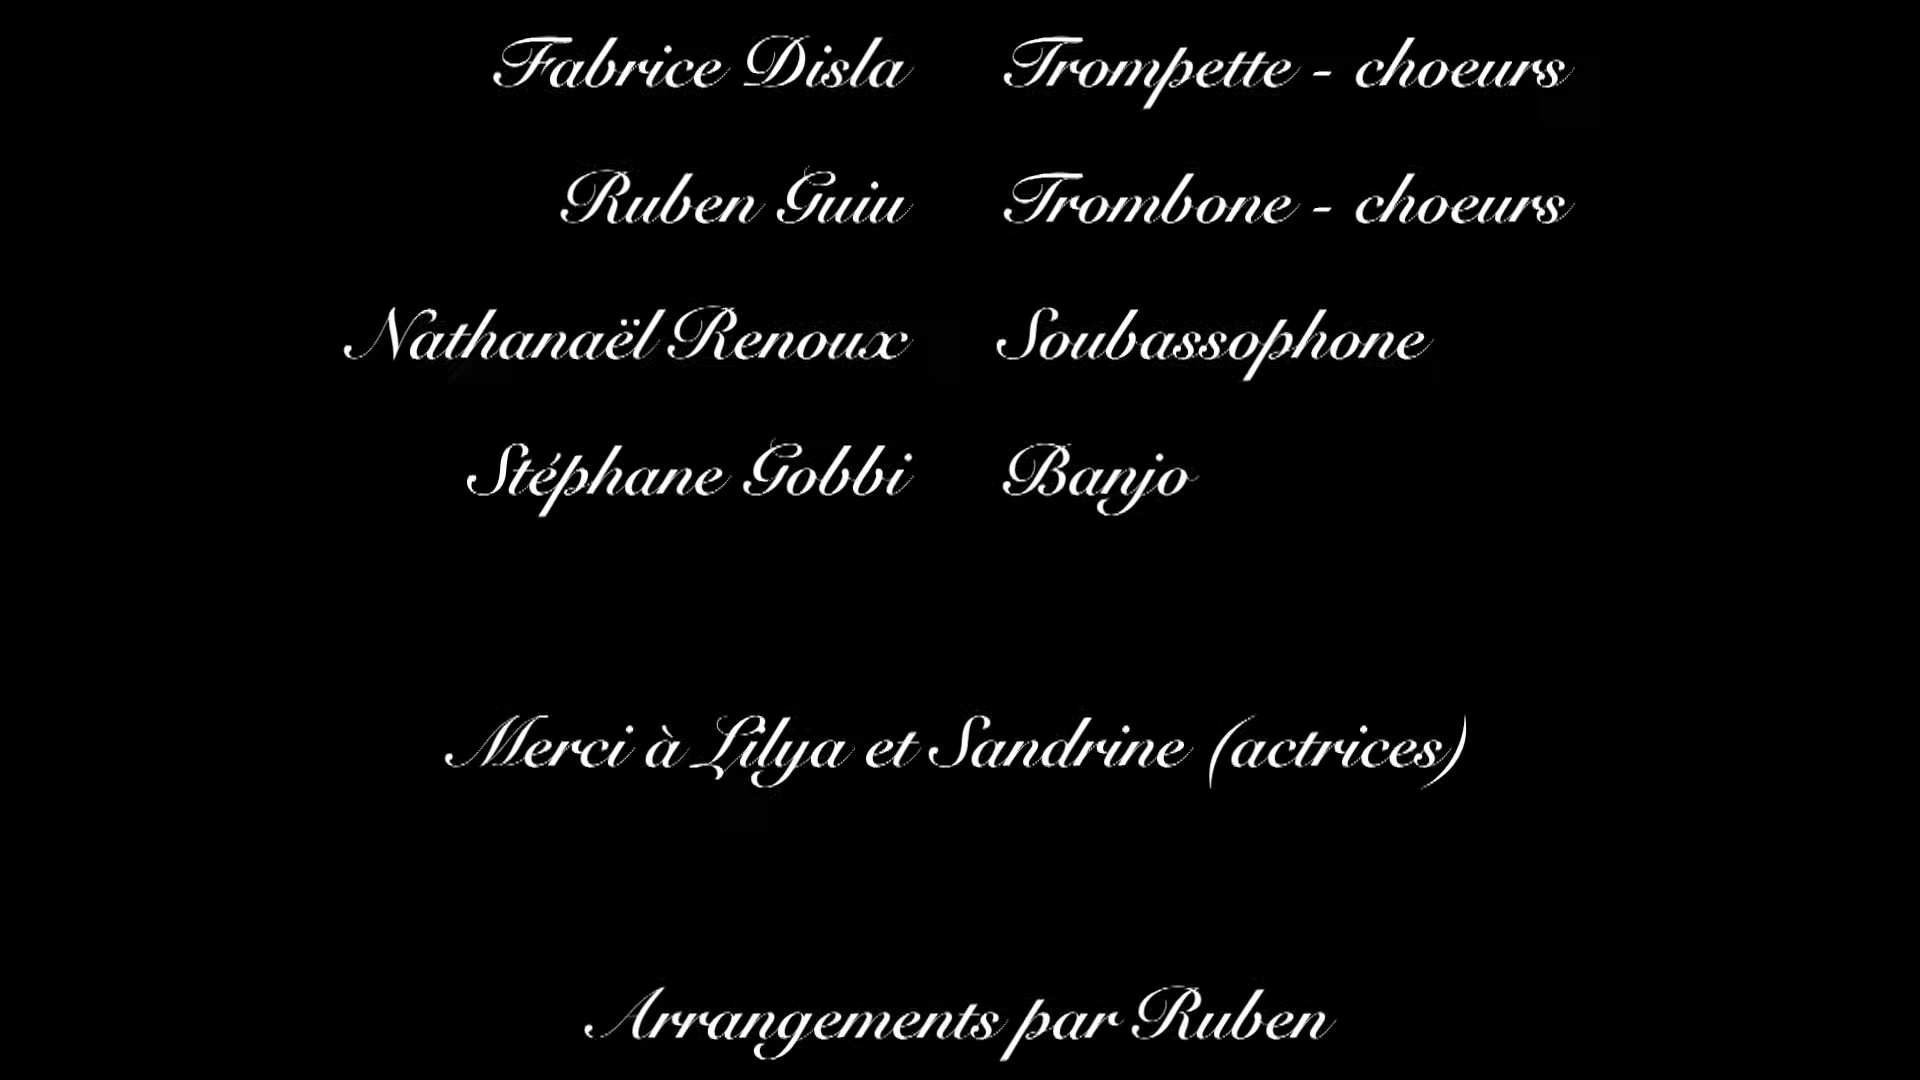 Fabrice Disla Trompette - choeurs
Ruben Guiu Trombone - choeurs
Nathanaël Renoux Soubassophone
Stéphane Gobbi Banjo
Merci à Lilya et Sandrine (actrices)
Arrangements par Ruben